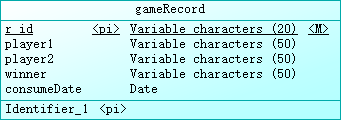 gameRecord
r_id <pi> Variable characters (20) <M>
player1 Variable characters (50)
player2 Variable characters (50)
winner Variable characters (50)
consumeDate Date
Identifier_1 <pi>